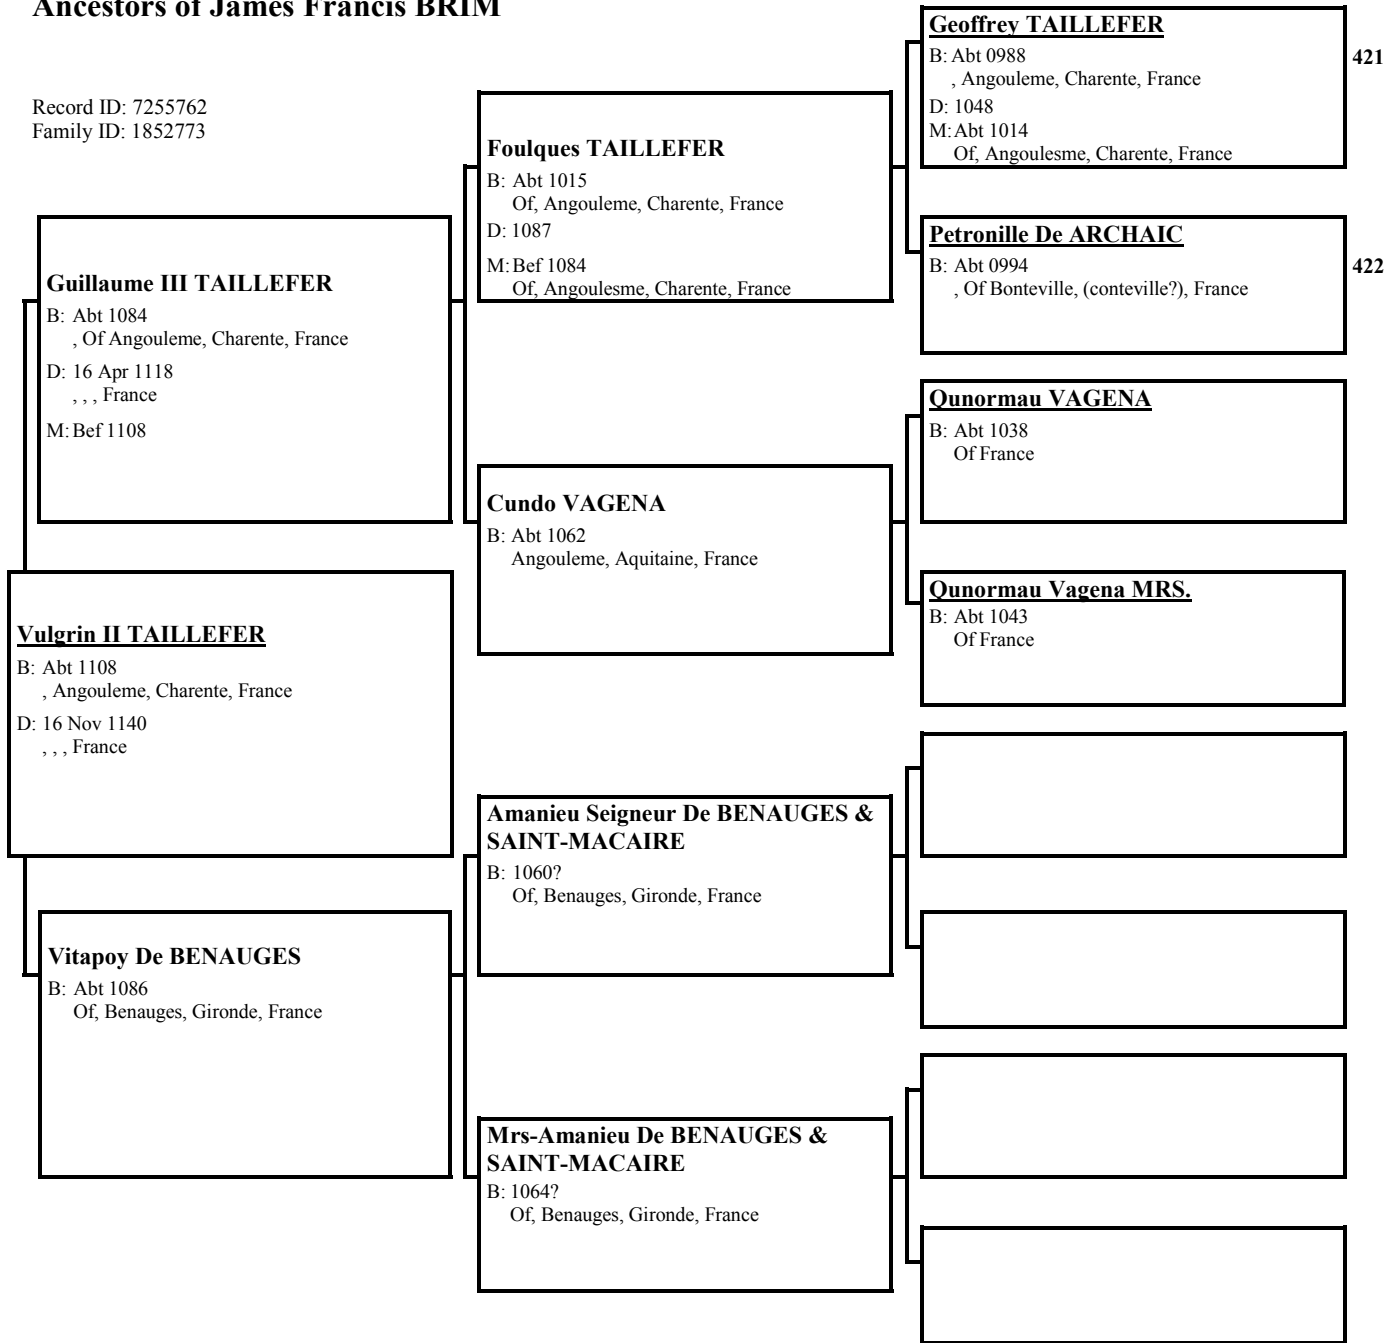 Ancestors of James Francis BRIM
Record ID: 7255762
Family ID: 1852773
Geoffrey TAILLEFER
B: Abt 0988
, Angouleme, Charente, France
D: 1048
M: Abt 1014
Of, Angoulesme, Charente, France
421
Foulques TAILLEFER
B: Abt 1015
Of, Angouleme, Charente, France
D: 1087
M: Bef 1084
Of, Angoulesme, Charente, France
Petronille De ARCHAIC
B: Abt 0994
, Of Bonteville, (conteville?), France
422
Guillaume III TAILLEFER
B: Abt 1084
, Of Angouleme, Charente, France
D: 16 Apr 1118
, , , France
M: Bef 1108
Qunormau VAGENA
B: Abt 1038
Of France
Cundo VAGENA
B: Abt 1062
Angouleme, Aquitaine, France
Qunormau Vagena MRS.
B: Abt 1043
Of France
Vulgrin II TAILLEFER
B: Abt 1108
, Angouleme, Charente, France
D: 16 Nov 1140
, , , France
Amanieu Seigneur De BENAUGES &
SAINT-MACAIRE
B: 1060?
Of, Benauges, Gironde, France
Vitapoy De BENAUGES
B: Abt 1086
Of, Benauges, Gironde, France
Mrs-Amanieu De BENAUGES &
SAINT-MACAIRE
B: 1064?
Of, Benauges, Gironde, France